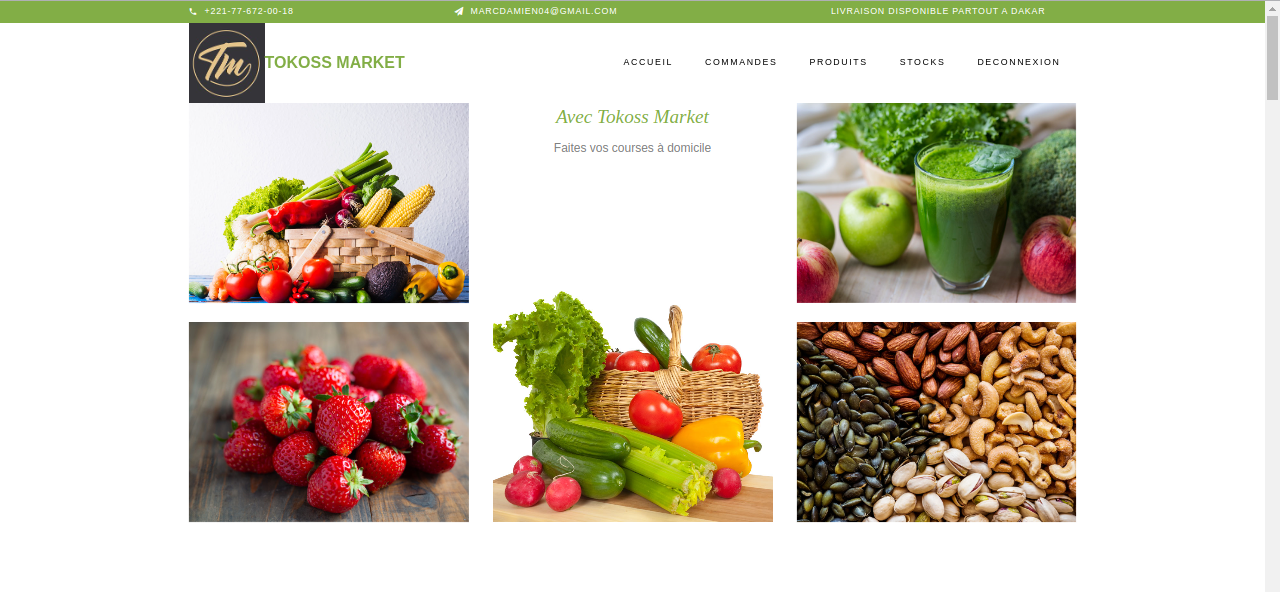 +221-77-672-00-18
MARCDAMIEN04@GMAIL.COM
LIVRAISON DISPONIBLE PARTOUT A DAKAR
Tm
TOKOSS MARKET
ACCUEIL
COMMANDES
PRODUITS
STOCKS
DECONNEXION
Avec Tokoss Market
Faites vos courses à domicile